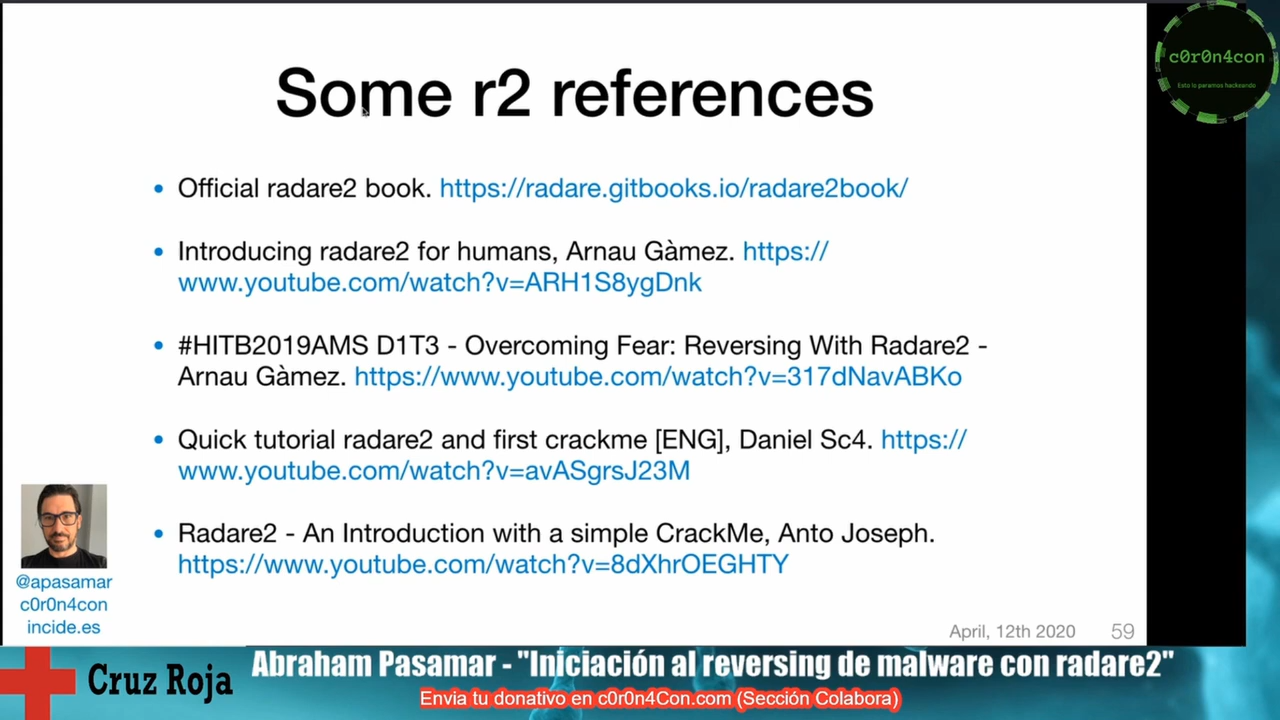 Some r2 references
c0r0n4con
Esto lo paramos hackeando
• Official radare2 book. https://radare.gitbooks.io/radare2book/
• Introducing radare2 for humans, Arnau Gàmez. https://
www.youtube.com/watch?v=ARH1S8ygDnk
• #HITB2019AMS D1T3 - Overcoming Fear: Reversing With Radare2 -
Arnau Gàmez. https://www.youtube.com/watch?v=317dNavABKo
• Quick tutorial radare2 and first crackme [ENG], Daniel Sc4. https://
www.youtube.com/watch?v=avASgrsJ23M
• Radare2 - An Introduction with a simple CrackMe, Anto Joseph.
https://www.youtube.com/watch?v=8dXhrOEGHTY
@apasamar
c0r0n4con
incide.es
April, 12th 2020 59
Cruz Roja
Abraham Pasamar - "Iniciación al reversing de malware con radare2"
Envia tu donativo en c0r0n4Con.com (Sección Colabora)